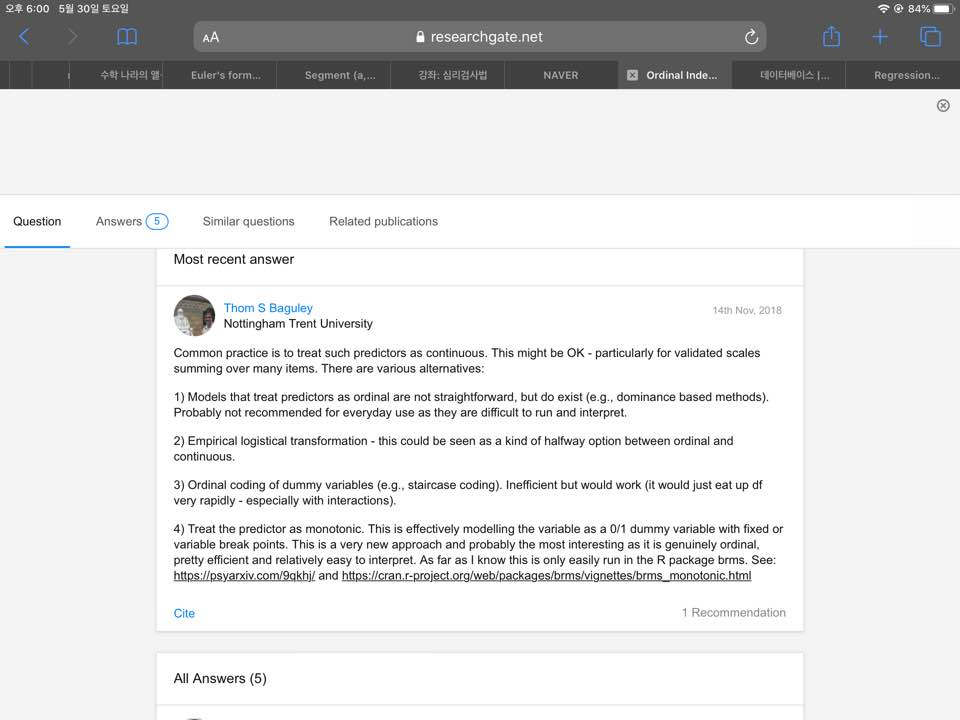 오후 6:00 5월 30일 토요일
84%
AA
researchgate.net
수학 나라의 앨
Euler's form...
Segment (a,...
강좌: 심리검사법
NAVER
Ordinal Inde...
데이터베이스 |...
Regression...
Question
Answers 5
Similar questions
Related publications
Most recent answer
Thom S Baguley
14th Nov, 2018
Nottingham Trent University
Common practice is to treat such predictors as continuous. This might be OK - particularly for validated scales
summing over many items. There are various alternatives:
1) Models that treat predictors as ordinal are not straightforward, but do exist (e.g., dominance based methods).
Probably not recommended for everyday use as they are difficult to run and interpret.
2) Empirical logistical transformation - this could be seen as a kind of halfway option between ordinal and
continuous.
3) Ordinal coding of dummy variables (e.g., staircase coding). Inefficient but would work (it would just eat up df
very rapidly - especially with interactions).
4) Treat the predictor as monotonic. This is effectively modelling the variable as a 0/1 dummy variable with fixed or
variable break points. This is a very new approach and probably the most interesting as it is genuinely ordinal,
pretty efficient and relatively easy to interpret. As far as I know this is only easily run in the R package brms. See:
https://psyarxiv.com/9qkhj/ and https://cran.r-project.org/web/packages/brms/vignettes/brms_monotonic.html
Cite
1 Recommendation
All Answers (5)